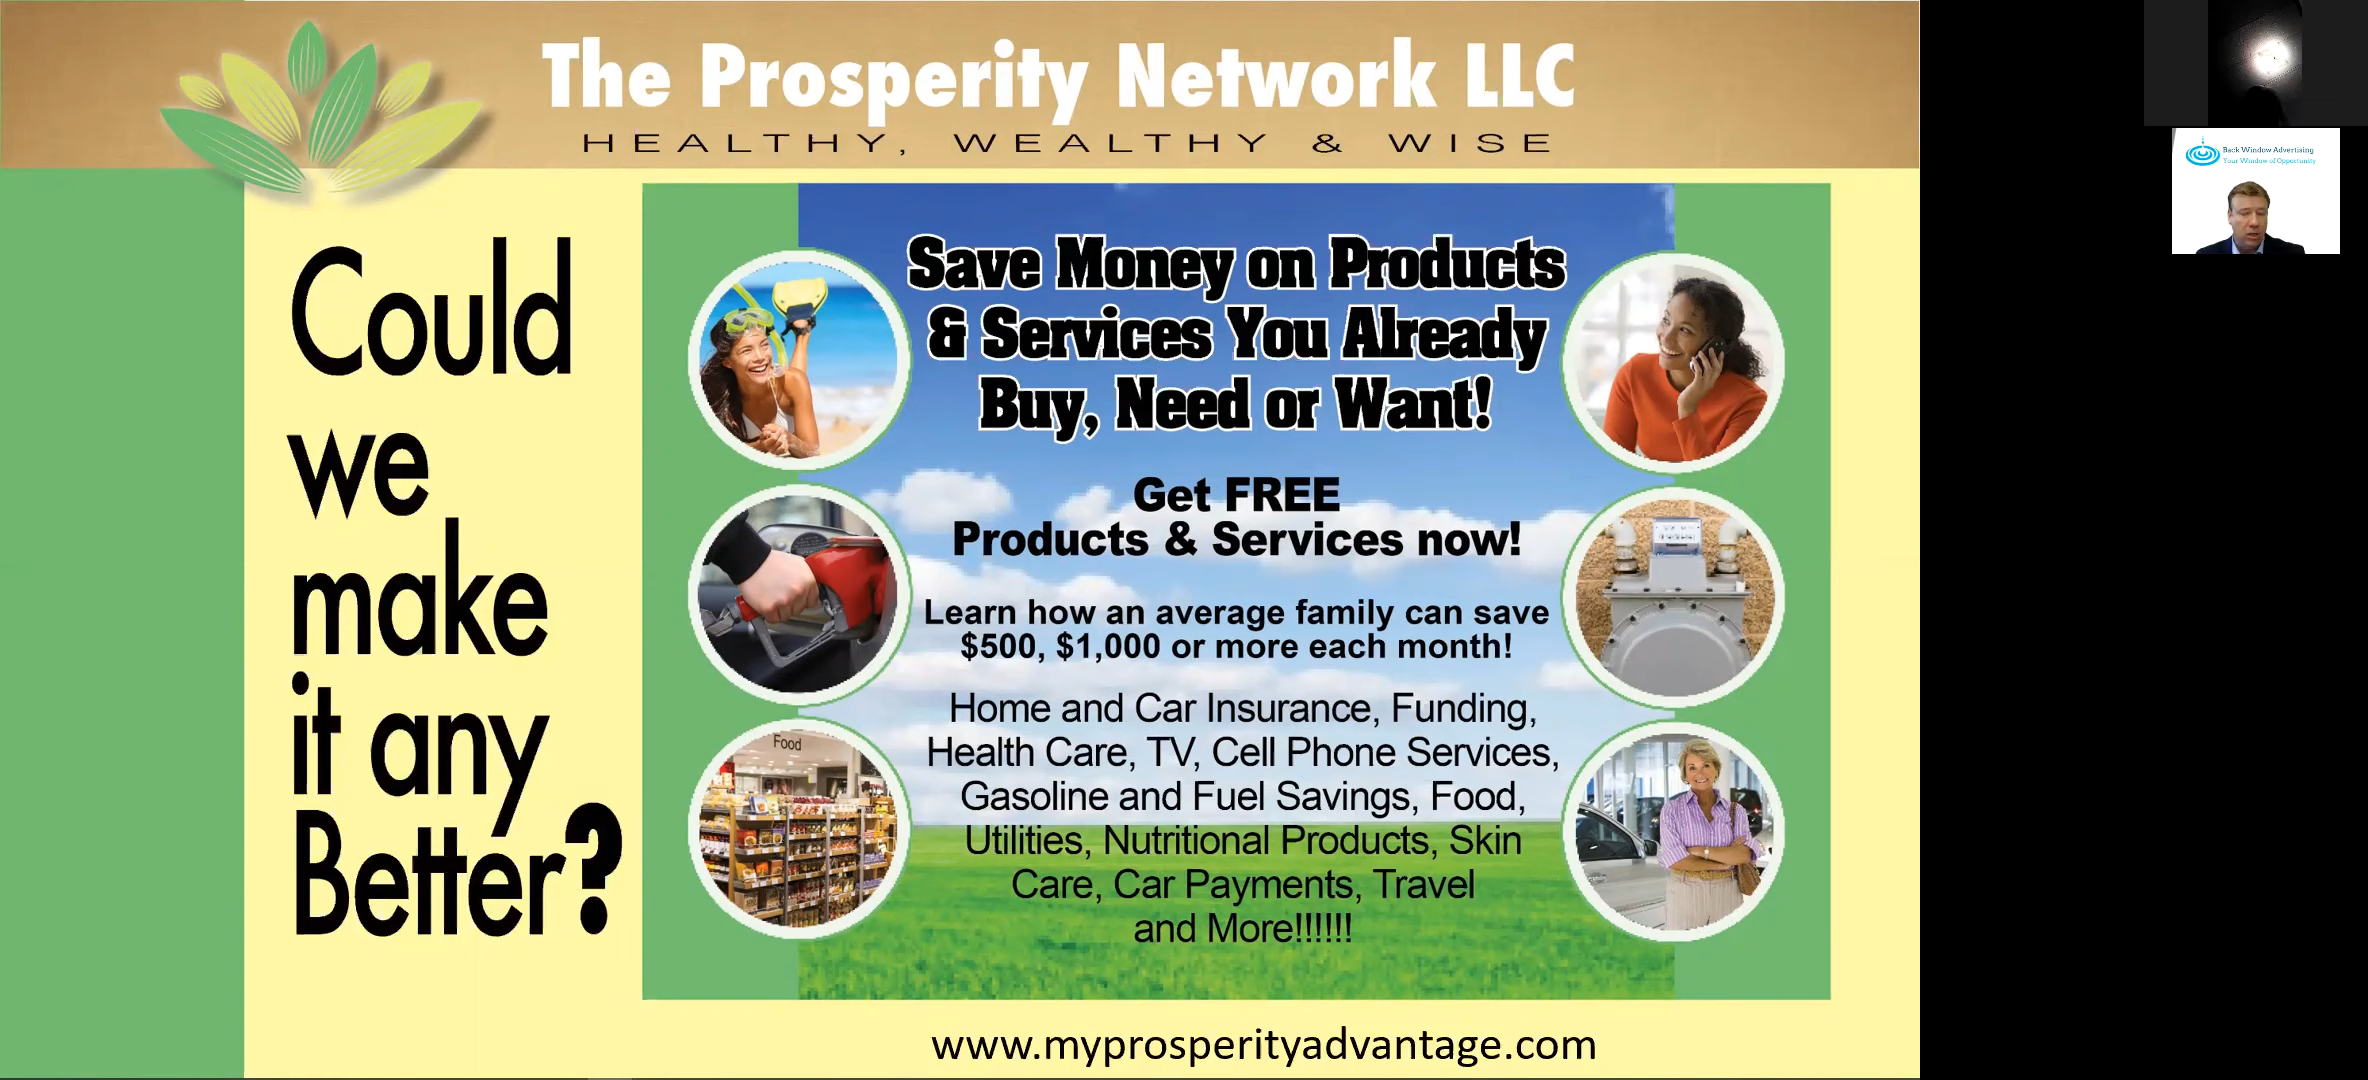 The Prosperity Network LLC
HEALTHY, WEALTHY & WISE
Could
we
make
it any
Better?
Save Money on Products
& Services You Already
Buy, Need or Want!
Get FREE
Products & Services now!
Learn how an average family can save
$500, $1,000 or more each month!
Home and Car Insurance, Funding,
Health Care, TV, Cell Phone Services,
Gasoline and Fuel Savings, Food,
Utilities, Nutritional Products, Skin
Care, Car Payments, Travel
and More!!!!!!
Food
www.myprosperityadvantage.com
Back Window Advertising
Your Window of Opportunity